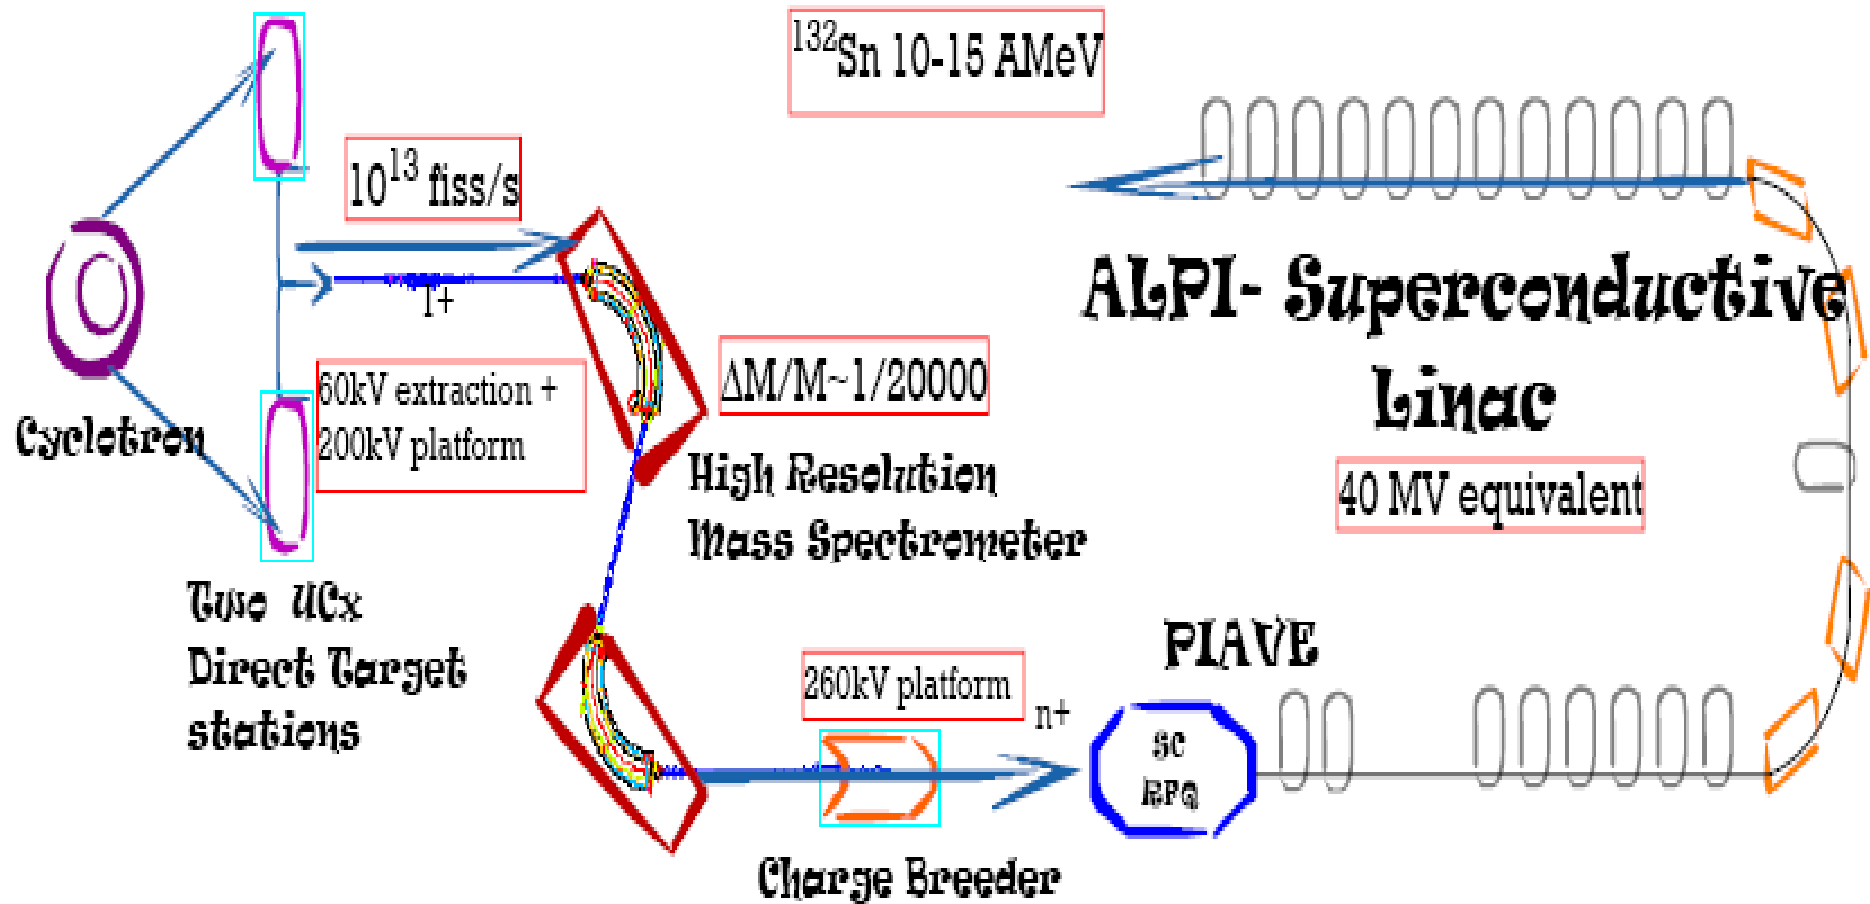 ¹³²Sn 10-15 AMeV
10¹³ fiss/s
1+
60kV extraction +
200kV platform
Cyclotron
ΔM/M~1/20000
High Resolution
Mass Spectrometer
ALPI- Superconductive
Linac
40 MV equivalent
Two UCx
Direct Target
stations
260kV platform
n+
PIAVE
SC
RFQ
Charge Breeder